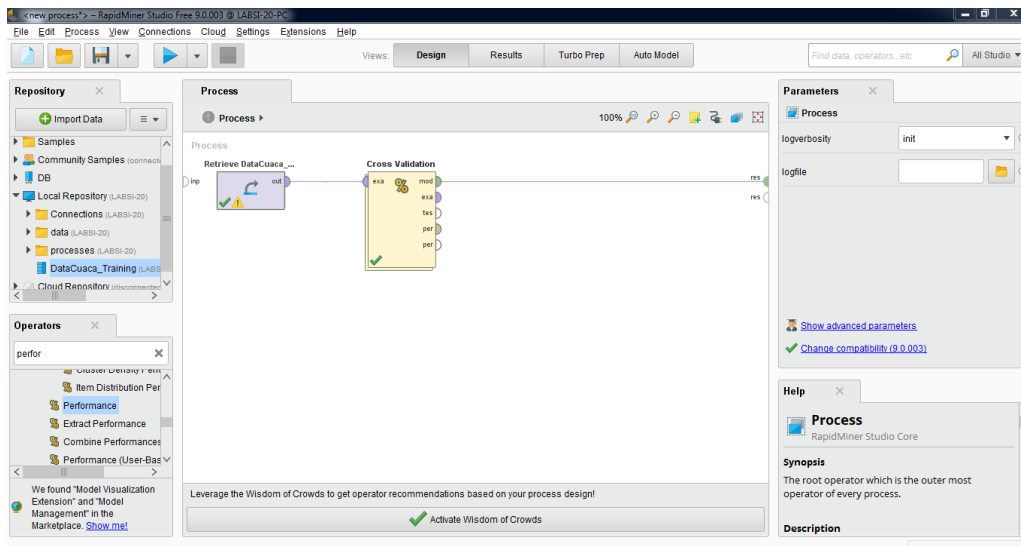 <new process*> – RapidMiner Studio Free 9.0.003 @ LABSI-20-PC
File Edit Process View Connections Cloud Settings Extensions Help
Views: Design Results Turbo Prep Auto Model
Find data, operators...etc
All Studio
Repository
Import Data
Samples
Community Samples (connect
DB
Local Repository (LABSI-20)
Connections (LABSI-20)
data (LABSI-20)
processes (LABSI-20)
DataCuaca_Training (LABS
Cloud Repository (disconnected
Operators
perfor
Cluster Density Perf
Item Distribution Per
Performance
Extract Performance
Combine Performances
Performance (User-Bas
We found "Model Visualization
Extension" and "Model
Management" in the
Marketplace. Show me!
Process
Process
100%
Process
Retrieve DataCuaca_...
inp
out
Cross Validation
exa
mod
exa
tes
per
per
res
res
Leverage the Wisdom of Crowds to get operator recommendations based on your process design!
Activate Wisdom of Crowds
Parameters
Process
logverbosity
init
logfile
Show advanced parameters
Change compatibility (9.0.003)
Help
Process
RapidMiner Studio Core
Synopsis
The root operator which is the outer most
operator of every process.
Description